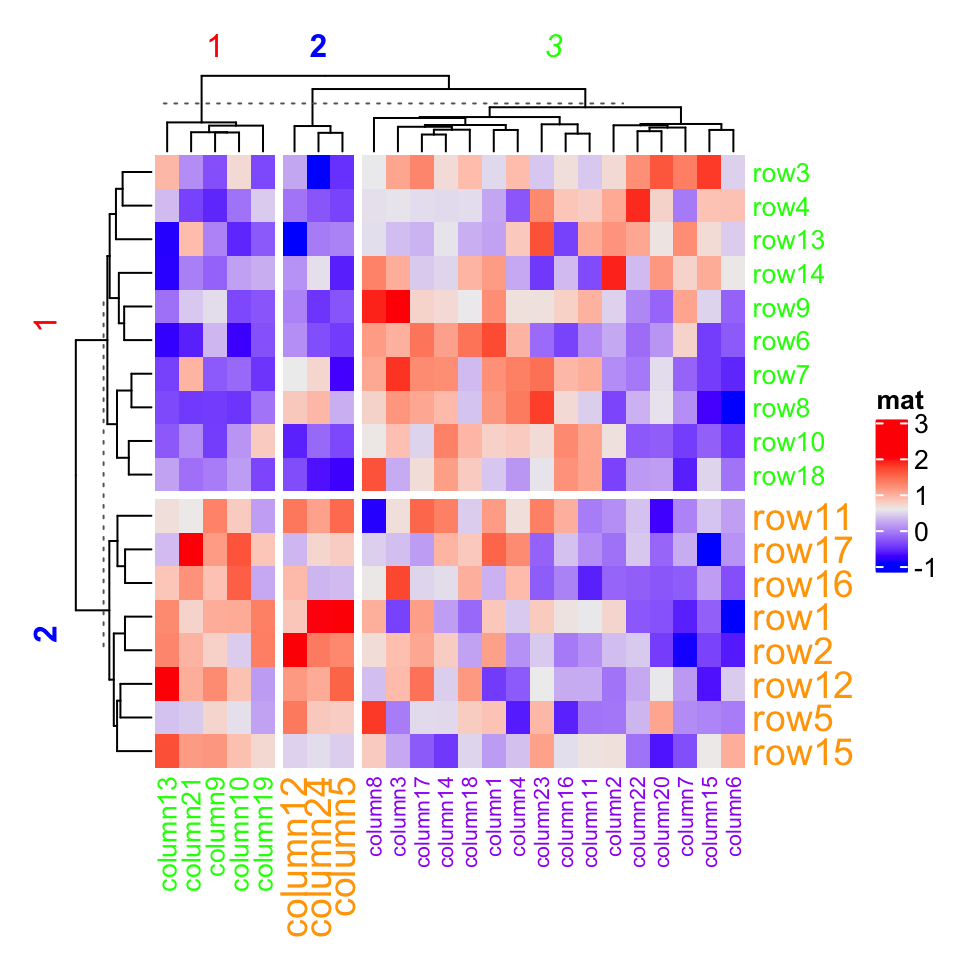 1
2
3
1
2
row3
row4
row13
row14
row9
row6
row7
row8
row10
row18
row11
row17
row16
row1
row2
row12
row5
row15
column13
column21
column9
column10
column19
column12
column24
column5
column8
column3
column17
column14
column18
column1
column4
column23
column16
column11
column2
column22
column20
column7
column15
column6
mat
3
2
1
0
-1